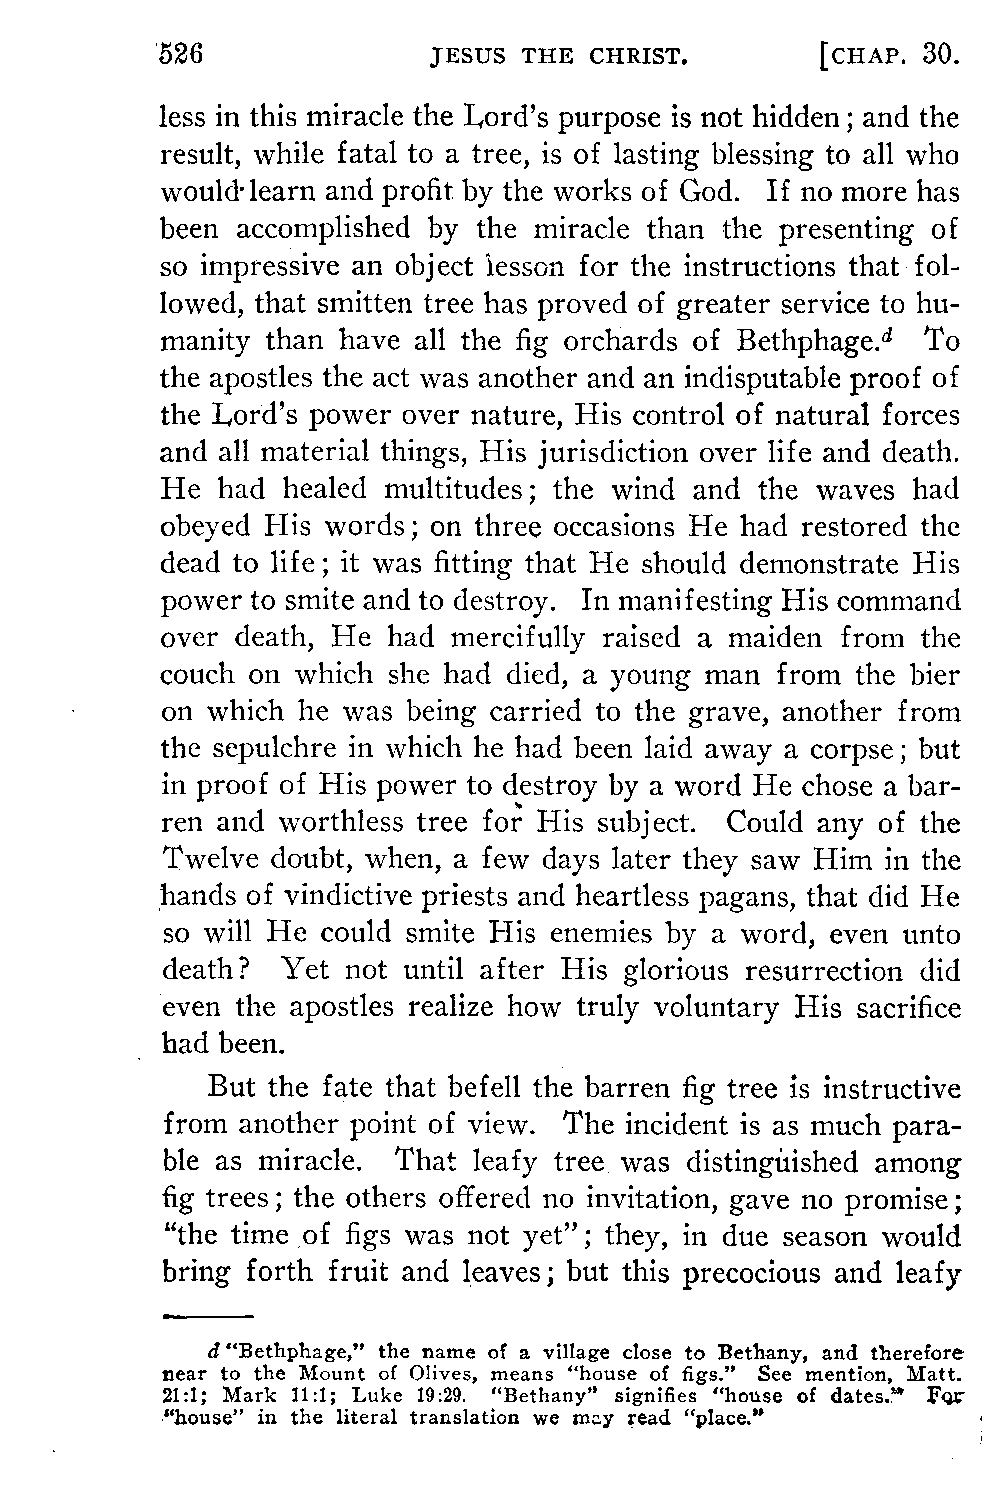 526 JESUS THE CHRIST. [CHAP. 30.
less in this miracle the Lord's purpose is not hidden; and the
result, while fatal to a tree, is of lasting blessing to all who
would learn and profit by the works of God. If no more has
been accomplished by the miracle than the presenting of
so impressive an object lesson for the instructions that fol-
lowed, that smitten tree has proved of greater service to hu-
manity than have all the fig orchards of Bethphage.d To
the apostles the act was another and an indisputable proof of
the Lord's power over nature, His control of natural forces
and all material things, His jurisdiction over life and death.
He had healed multitudes; the wind and the waves had
obeyed His words; on three occasions He had restored the
dead to life; it was fitting that He should demonstrate His
power to smite and to destroy. In manifesting His command
over death, He had mercifully raised a maiden from the
couch on which she had died, a young man from the bier
on which he was being carried to the grave, another from
the sepulchre in which he had been laid away a corpse; but
in proof of His power to destroy by a word He chose a bar-
ren and worthless tree for His subject. Could any of the
Twelve doubt, when, a few days later they saw Him in the
hands of vindictive priests and heartless pagans, that did He
so will He could smite His enemies by a word, even unto
death? Yet not until after His glorious resurrection did
even the apostles realize how truly voluntary His sacrifice
had been.
But the fate that befell the barren fig tree is instructive
from another point of view. The incident is as much para-
ble as miracle. That leafy tree was distinguished among
fig trees; the others offered no invitation, gave no promise;
"the time of figs was not yet"; they, in due season would
bring forth fruit and leaves; but this precocious and leafy
d "Bethphage," the name of a village close to Bethany, and therefore
near to the Mount of Olives, means "house of figs." See mention, Matt.
21:1; Mark 11:1; Luke 19:29. "Bethany" signifies "house of dates." For
"house" in the literal translation we may read "place."